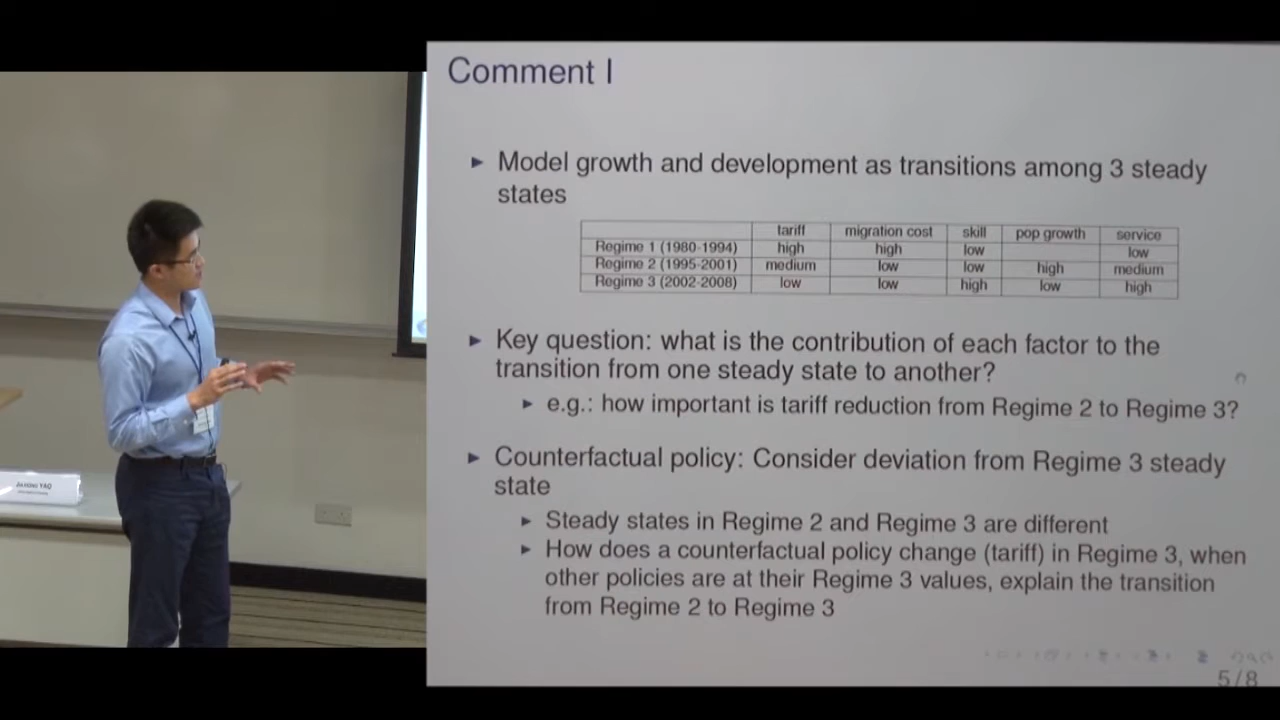 Comment I
► Model growth and development as transitions among 3 steady
states
tariff migration cost skill pop growth service
Regime 1 (1980-1994) high high low low
Regime 2 (1995-2001) medium low low high medium
Regime 3 (2002-2008) low low high low high
► Key question: what is the contribution of each factor to the
transition from one steady state to another?
► e.g.: how important is tariff reduction from Regime 2 to Regime 3?
► Counterfactual policy: Consider deviation from Regime 3 steady
state
► Steady states in Regime 2 and Regime 3 are different
► How does a counterfactual policy change (tariff) in Regime 3, when
other policies are at their Regime 3 values, explain the transition
from Regime 2 to Regime 3
5/8
YAO